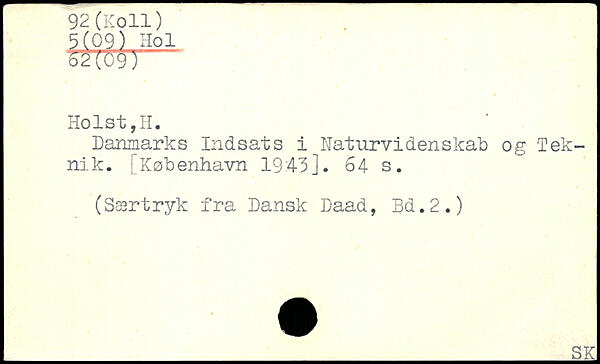 92(Koll)
5(09) Hol
62(09)
Holst,H.
Danmarks Indsats i Naturvidenskab og Tek-
nik. [København 1943]. 64 s.
(Særtryk fra Dansk Daad, Bd.2.)
SK